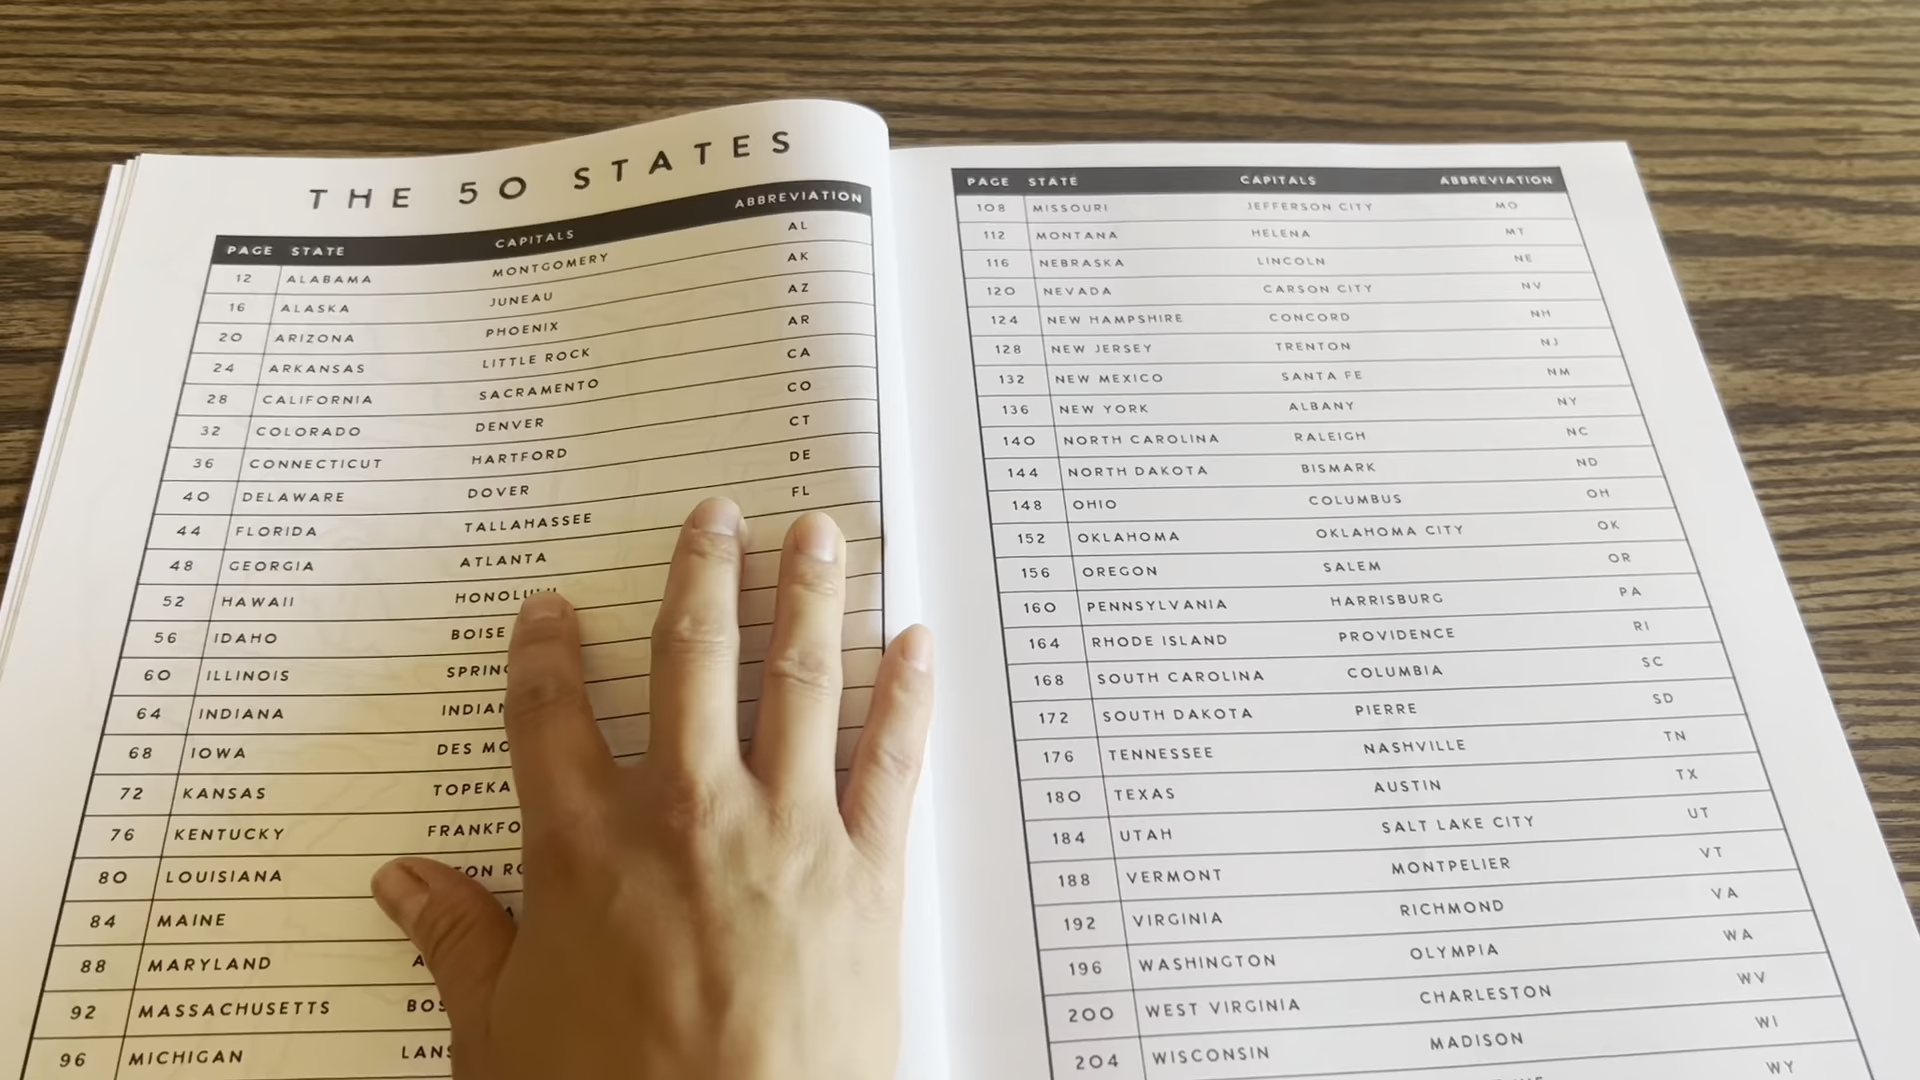 THE 50 STATES
PAGE STATE CAPITALS ABBREVIATION
12 ALABAMA MONTGOMERY AL
16 ALASKA JUNEAU AK
20 ARIZONA PHOENIX AZ
24 ARKANSAS LITTLE ROCK AR
28 CALIFORNIA SACRAMENTO CA
32 COLORADO DENVER CO
36 CONNECTICUT HARTFORD CT
40 DELAWARE DOVER DE
44 FLORIDA TALLAHASSEE FL
48 GEORGIA ATLANTA
52 HAWAII
56 IDAHO BOISE
60 ILLINOIS
64 INDIANA
68 IOWA DES
72 KANSAS TOPEKA
76 KENTUCKY
80 LOUISIANA
84 MAINE
88 MARYLAND
92 MASSACHUSETTS
96 MICHIGAN
PAGE STATE CAPITALS ABBREVIATION
108 MISSOURI JEFFERSON CITY MO
112 MONTANA HELENA MT
116 NEBRASKA LINCOLN NE
120 NEVADA CARSON CITY NV
124 NEW HAMPSHIRE CONCORD NH
128 NEW JERSEY TRENTON NJ
132 NEW MEXICO SANTA FE NM
136 NEW YORK ALBANY NY
140 NORTH CAROLINA RALEIGH NC
144 NORTH DAKOTA BISMARK ND
148 OHIO COLUMBUS OH
152 OKLAHOMA OKLAHOMA CITY OK
156 OREGON SALEM OR
160 PENNSYLVANIA HARRISBURG PA
164 RHODE ISLAND PROVIDENCE RI
168 SOUTH CAROLINA COLUMBIA SC
172 SOUTH DAKOTA PIERRE SD
176 TENNESSEE NASHVILLE TN
180 TEXAS AUSTIN TX
184 UTAH SALT LAKE CITY UT
188 VERMONT MONTPELIER VT
192 VIRGINIA RICHMOND VA
196 WASHINGTON OLYMPIA WA
200 WEST VIRGINIA CHARLESTON WV
204 WISCONSIN MADISON WI
WY